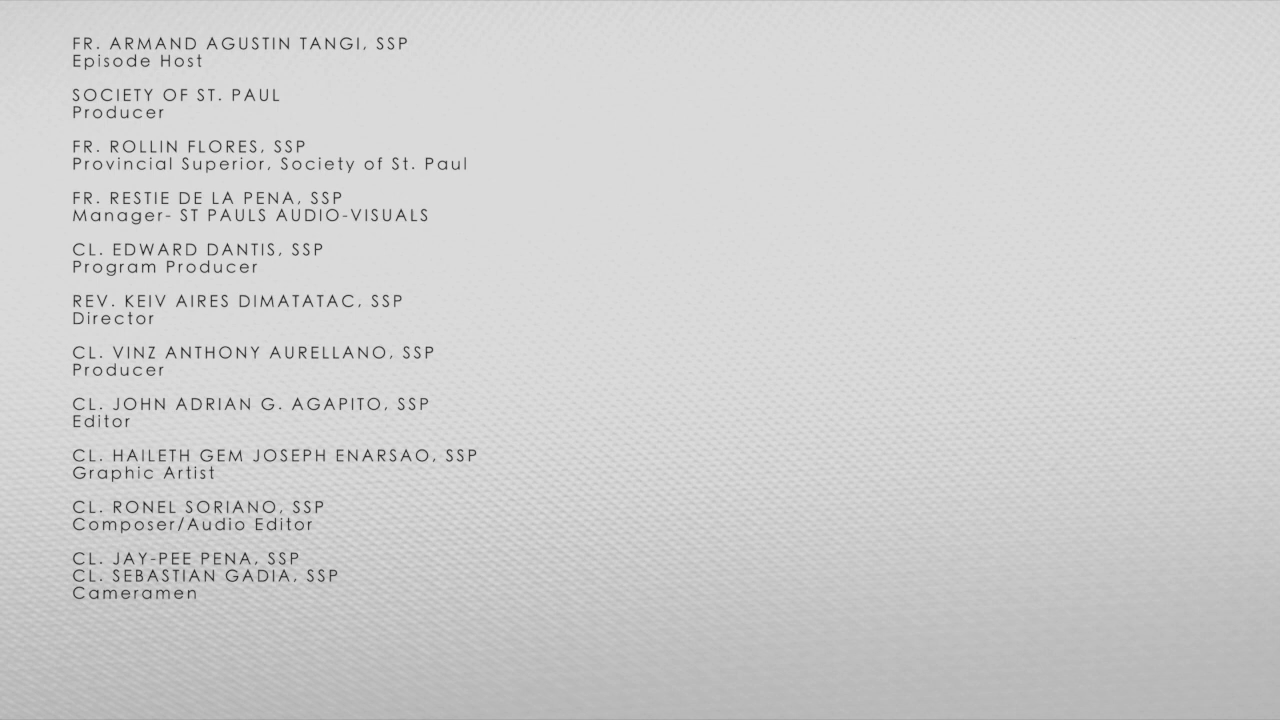 FR. ARMAND AGUSTIN TANGI, SSP
Episode Host
SOCIETY OF ST. PAUL
Producer
FR. ROLLIN FLORES, SSP
Provincial Superior, Society of St. Paul
FR. RESTIE DE LA PENA, SSP
Manager- ST PAULS AUDIO-VISUALS
CL. EDWARD DANTIS, SSP
Program Producer
REV. KEIV AIRES DIMATATAC, SSP
Director
CL. VINZ ANTHONY AURELLANO, SSP
Producer
CL. JOHN ADRIAN G. AGAPITO, SSP
Editor
CL. HAILETH GEM JOSEPH ENARSAO, SSP
Graphic Artist
CL. RONEL SORIANO, SSP
Composer/Audio Editor
CL. JAY-PEE PENA, SSP
CL. SEBASTIAN GADIA, SSP
Cameramen